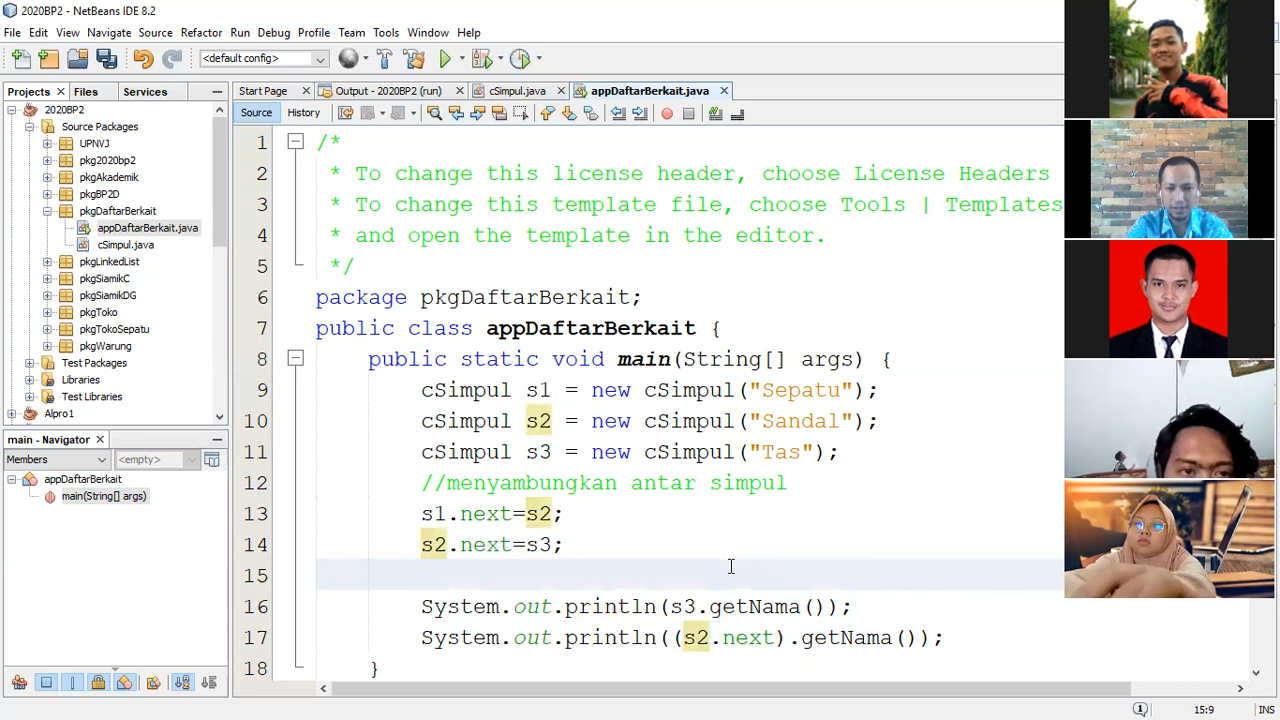 2020BP2 - NetBeans IDE 8.2
File Edit View Navigate Source Refactor Run Debug Profile Team Tools Window Help
<default config>
Projects Files Services
Start Page Output - 2020BP2 (run) cSimpul.java appDaftarBerkait.java
Source History
2020BP2
Source Packages
UPNVJ
pkg2020bp2
pkgAkademik
pkgBP2D
pkgDaftarBerkait
appDaftarBerkait.java
cSimpul.java
pkgLinkedList
pkgSiamikC
pkgSiamikDG
pkgToko
pkgTokoSepatu
pkgWarung
Test Packages
Libraries
Test Libraries
Alpro1
main - Navigator
Members <empty>
appDaftarBerkait
main(String[] args)
1 /*
2 * To change this license header, choose License Headers
3 * To change this template file, choose Tools | Templates
4 * and open the template in the editor.
5 */
6 package pkgDaftarBerkait;
7 public class appDaftarBerkait {
8 public static void main(String[] args) {
9 cSimpul s1 = new cSimpul("Sepatu");
10 cSimpul s2 = new cSimpul("Sandal");
11 cSimpul s3 = new cSimpul("Tas");
12 //menyambungkan antar simpul
13 s1.next=s2;
14 s2.next=s3;
15
16 System.out.println(s3.getNama());
17 System.out.println((s2.next).getNama());
18 }
15:9 INS